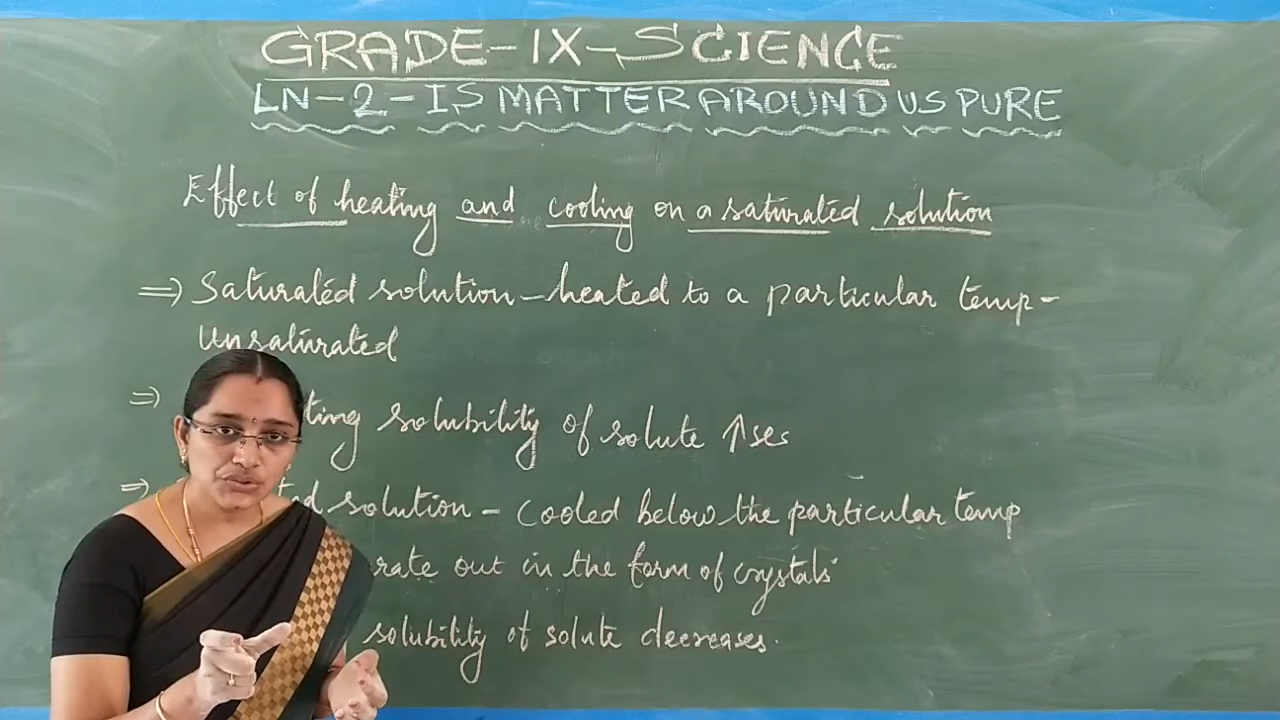 GRADE-IX-SCIENCE
LN-2-IS MATTER AROUND US PURE
Effect of heating and cooling on a saturated solution
⇒ Saturated solution - heated to a particular temp -
unsaturated
⇒ ting solubility of solute ↑ses
⇒ ted solution - cooled below the particular temp
rate out in the form of crystals
solubility of solute decreases.